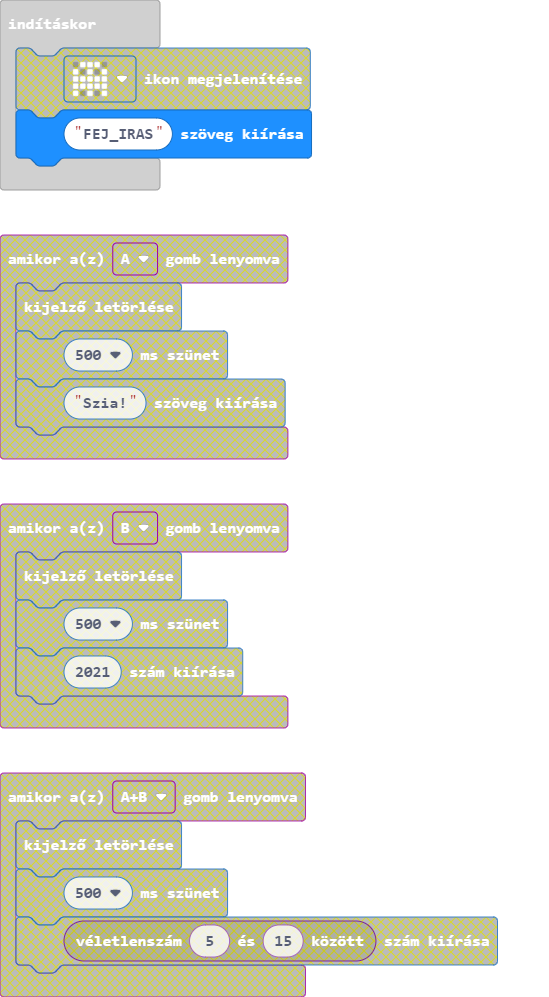 indításkor
ikon megjelenítése
"FEJ_IRAS" szöveg kiírása
amikor a(z) A gomb lenyomva
kijelző letörlése
500 ms szünet
"Szia!" szöveg kiírása
amikor a(z) B gomb lenyomva
kijelző letörlése
500 ms szünet
2021 szám kiírása
amikor a(z) A+B gomb lenyomva
kijelző letörlése
500 ms szünet
véletlenszám 5 és 15 között szám kiírása